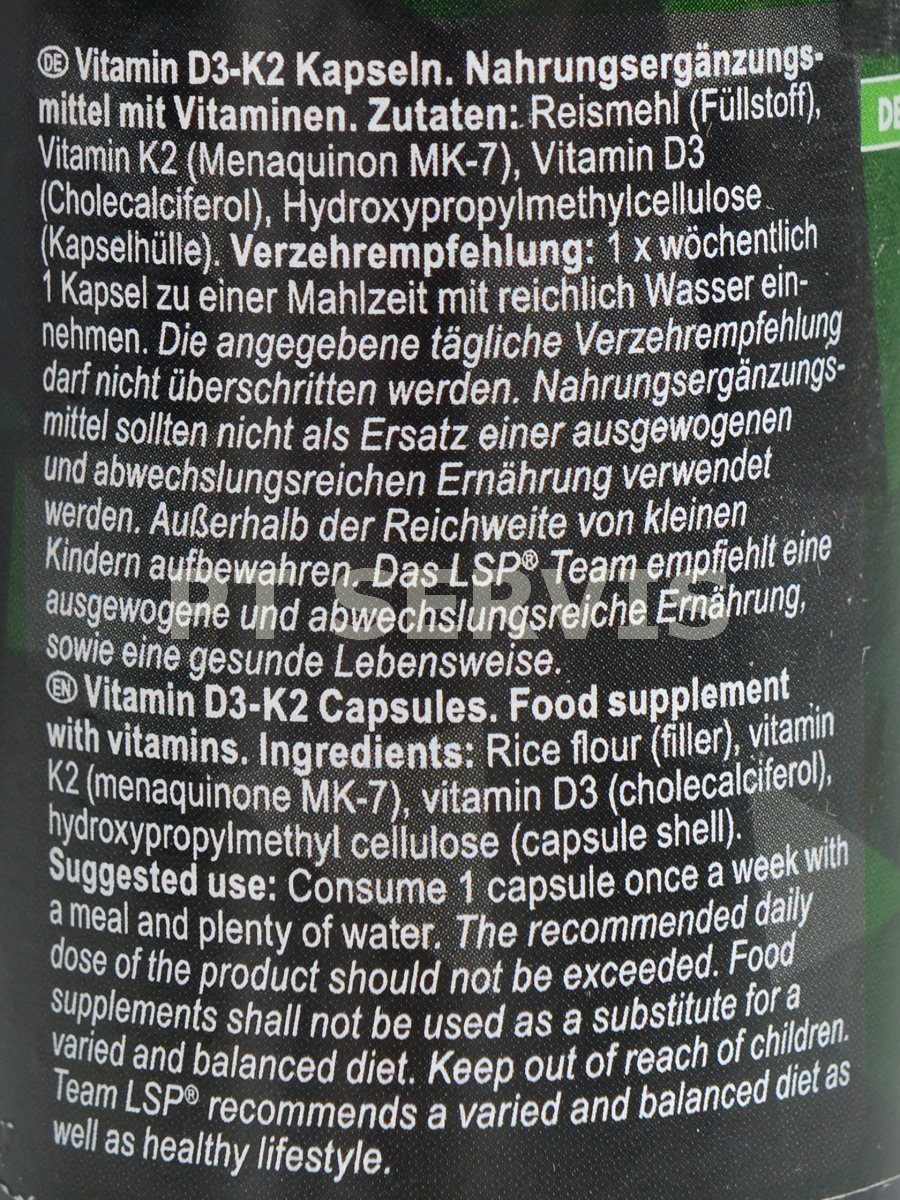 DE Vitamin D3-K2 Kapseln. Nahrungsergänzungs-
mittel mit Vitaminen. Zutaten: Reismehl (Füllstoff),
Vitamin K2 (Menaquinon MK-7), Vitamin D3
(Cholecalciferol), Hydroxypropylmethylcellulose
(Kapselhülle). Verzehrempfehlung: 1 x wöchentlich
1 Kapsel zu einer Mahlzeit mit reichlich Wasser ein-
nehmen. Die angegebene tägliche Verzehrempfehlung
darf nicht überschritten werden. Nahrungsergänzungs-
mittel sollten nicht als Ersatz einer ausgewogenen
und abwechslungsreichen Ernährung verwendet
werden. Außerhalb der Reichweite von kleinen
Kindern aufbewahren. Das LSP® Team empfiehlt eine
ausgewogene und abwechslungsreiche Ernährung,
sowie eine gesunde Lebensweise.
EN Vitamin D3-K2 Capsules. Food supplement
with vitamins. Ingredients: Rice flour (filler), vitamin
K2 (menaquinone MK-7), vitamin D3 (cholecalciferol),
hydroxypropylmethyl cellulose (capsule shell).
Suggested use: Consume 1 capsule once a week with
a meal and plenty of water. The recommended daily
dose of the product should not be exceeded. Food
supplements shall not be used as a substitute for a
varied and balanced diet. Keep out of reach of children.
Team LSP® recommends a varied and balanced diet as
well as healthy lifestyle.
DE
PT SERVIS